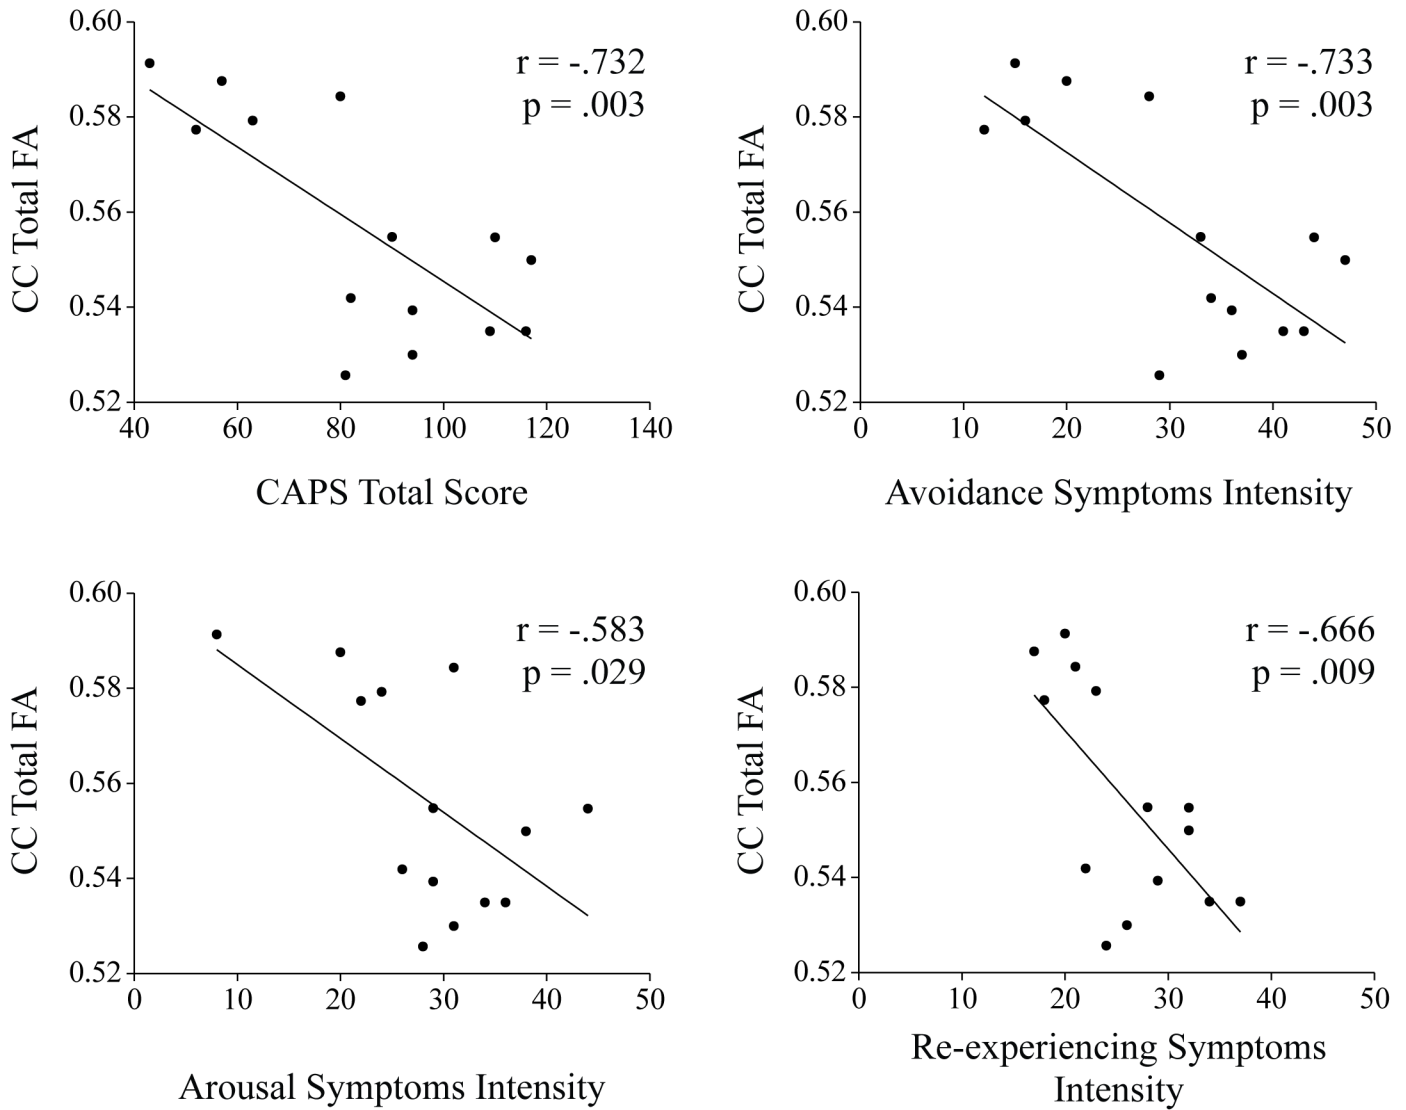 0.60
0.58
0.56
0.54
0.52
40 60 80 100 120 140
CC Total FA
r = -.732
p = .003
CAPS Total Score
0.60
0.58
0.56
0.54
0.52
0 10 20 30 40 50
CC Total FA
r = -.733
p = .003
Avoidance Symptoms Intensity
0.60
0.58
0.56
0.54
0.52
0 10 20 30 40 50
CC Total FA
r = -.583
p = .029
Arousal Symptoms Intensity
0.60
0.58
0.56
0.54
0.52
0 10 20 30 40 50
CC Total FA
r = -.666
p = .009
Re-experiencing Symptoms
Intensity